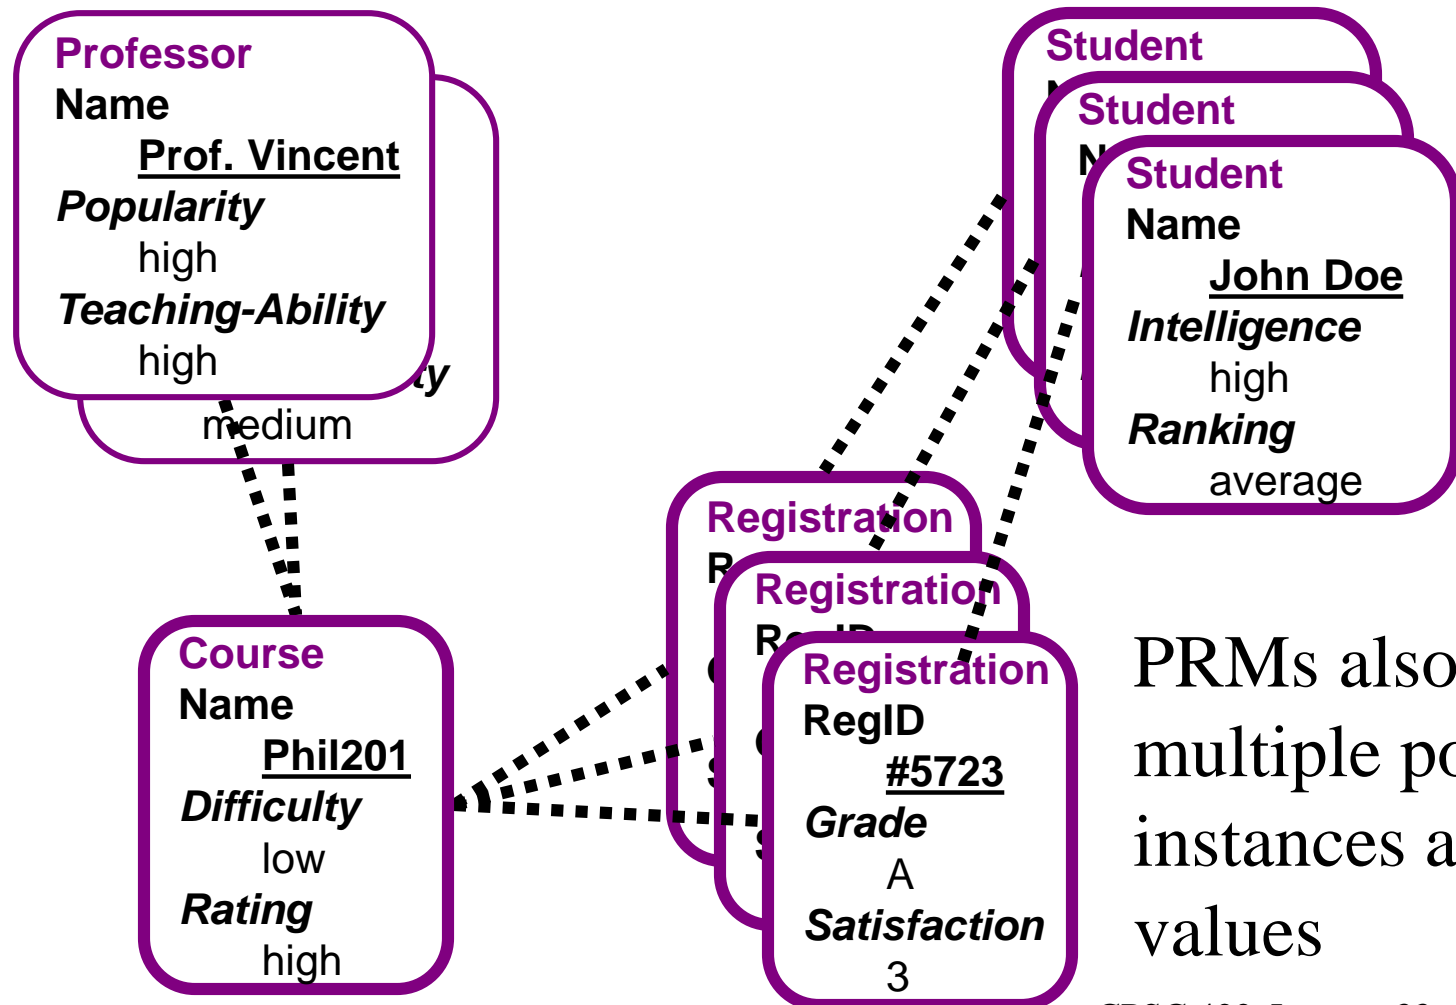 Professor
Name
Prof. Vincent
Popularity
high
Teaching-Ability
high
ty
medium
Student
Student
Student
Name
John Doe
Intelligence
high
Ranking
average
Registration
Registration
Registration
RegID
#5723
Grade
A
Satisfaction
3
Course
Name
Phil201
Difficulty
low
Rating
high
PRMs also
multiple po
instances a
values